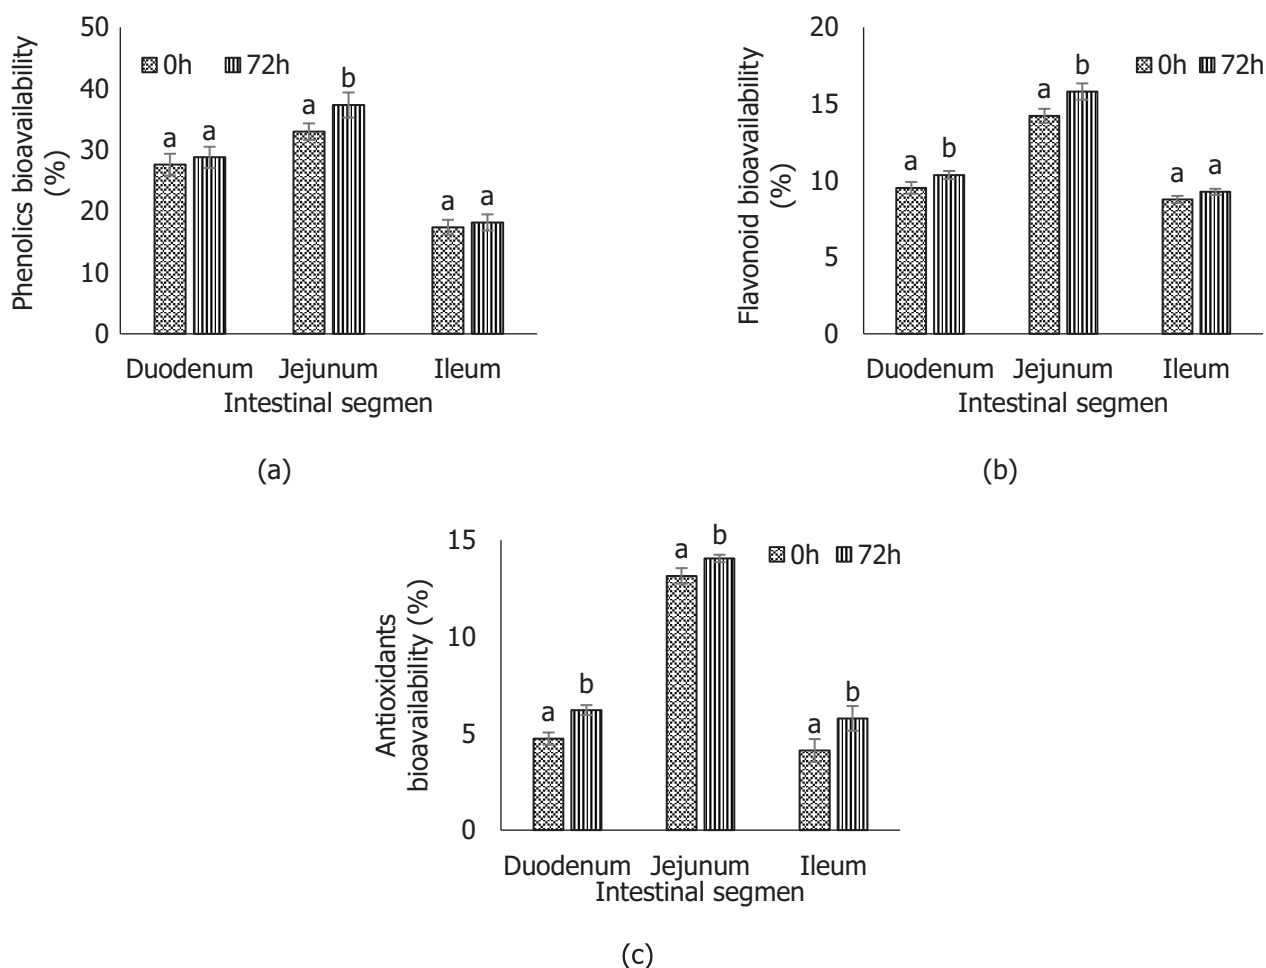 Phenolics bioavailability
(%)
50
40
30
20
10
0
0h
72h
a
a
a
b
a
a
Duodenum
Jejunum
Ileum
Intestinal segmen
(a)
Flavonoid bioavailability
(%)
20
15
10
5
0
0h
72h
a
b
a
b
a
a
Duodenum
Jejunum
Ileum
Intestinal segmen
(b)
Antioxidants
bioavailability (%)
15
10
5
0
0h
72h
a
b
a
b
a
b
Duodenum
Jejunum
Ileum
Intestinal segmen
(c)